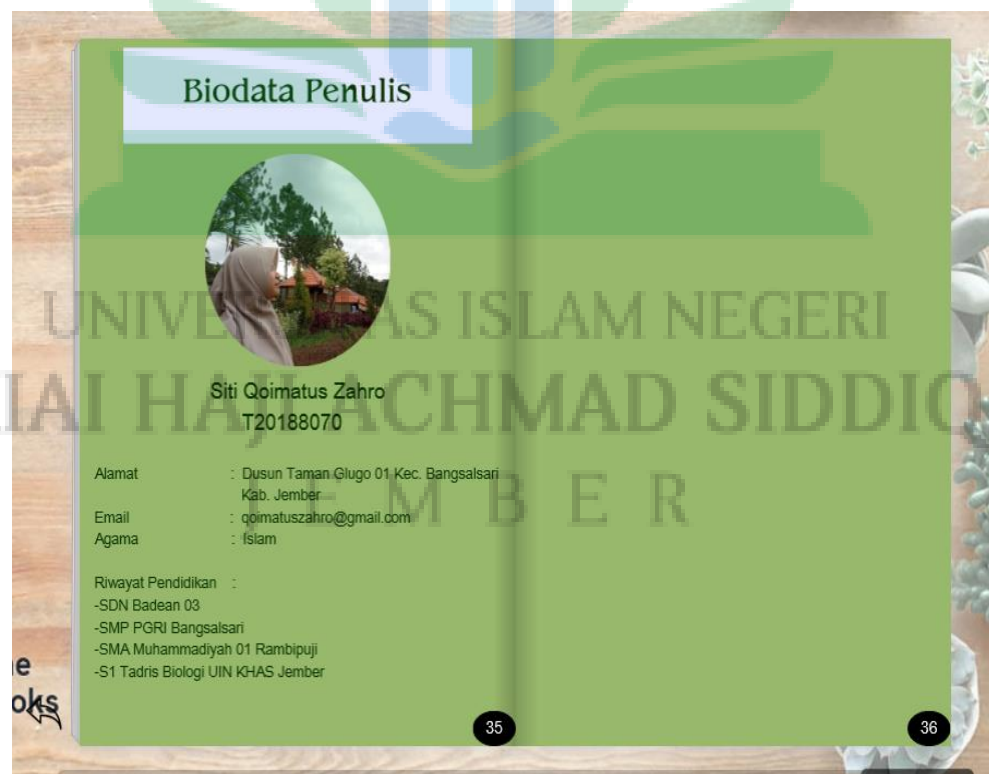 Biodata Penulis
UNIVERSITAS ISLAM NEGERI
Siti Qoimatus Zahro
KIAI HAJI ACHMAD SIDDIQ
T20188070
Alamat : Dusun Taman Glugo 01 Kec. Bangsalsari
Kab. Jember
JEMBER
Email : qoimatuszahro@gmail.com
Agama : Islam
Riwayat Pendidikan :
-SDN Badean 03
-SMP PGRI Bangsalsari
-SMA Muhammadiyah 01 Rambipuji
-S1 Tadris Biologi UIN KHAS Jember
35
36